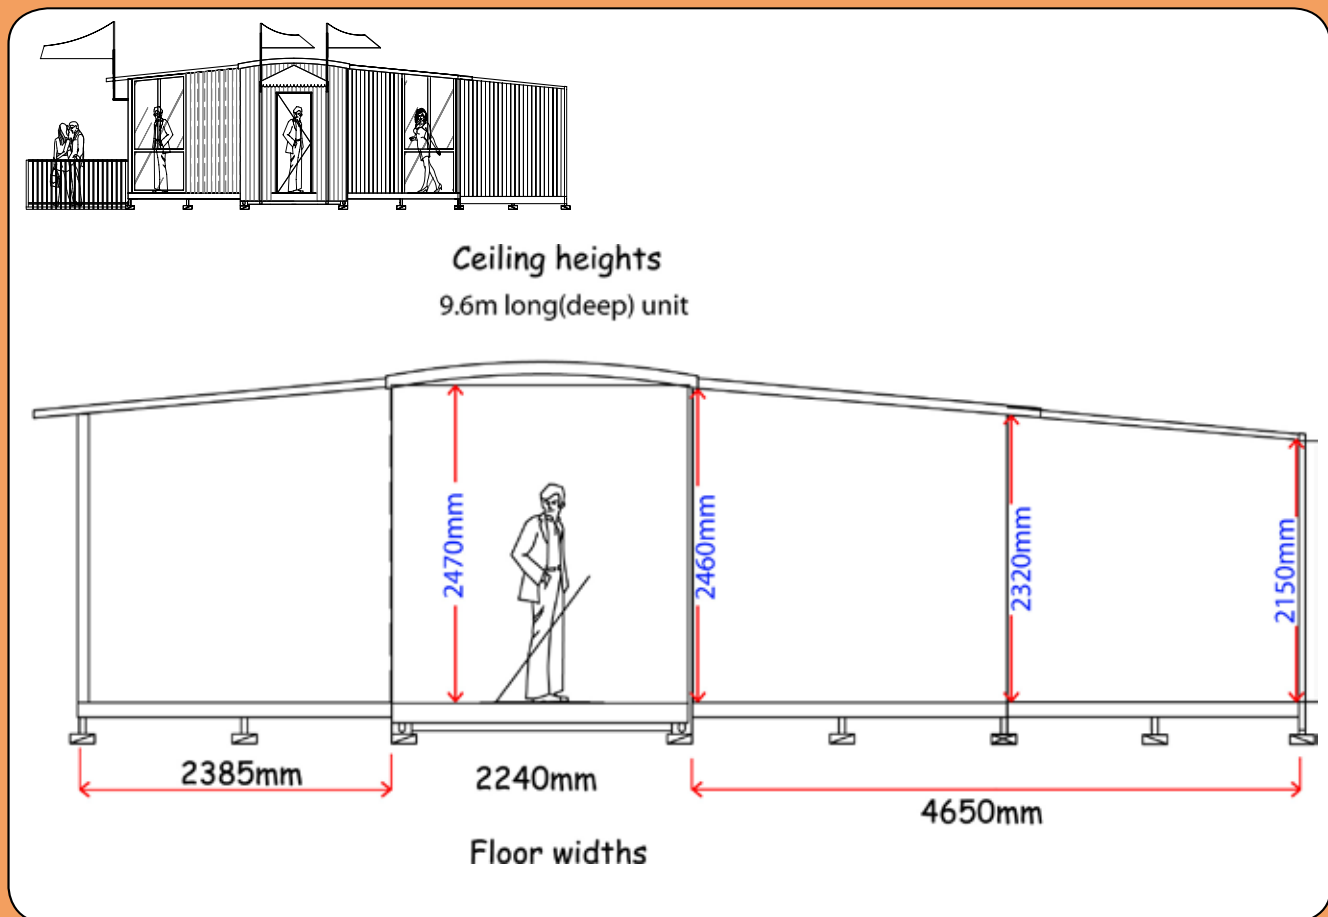 Ceiling heights
9.6m long(deep) unit
2470mm
2460mm
2320mm
2150mm
2385mm
2240mm
4650mm
Floor widths